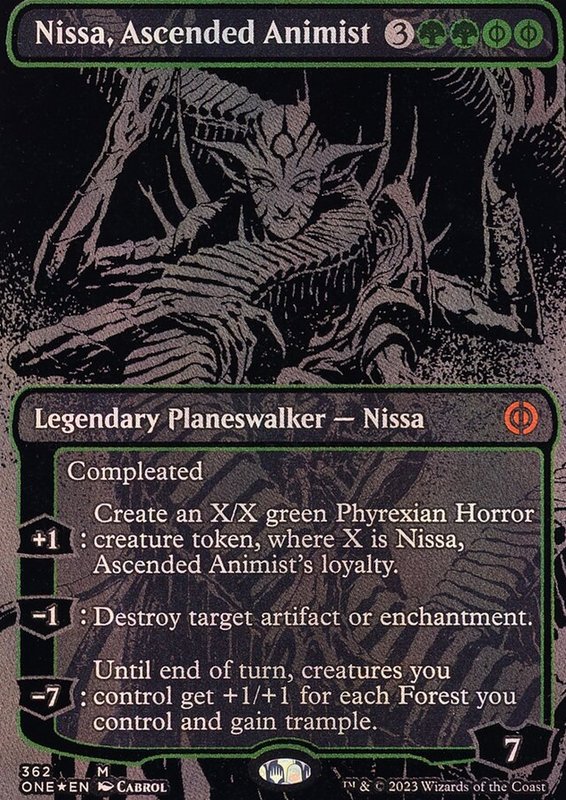 Nissa, Ascended Animist 3
Legendary Planeswalker — Nissa
Compleated
+1 : Create an X/X green Phyrexian Horror
creature token, where X is Nissa,
Ascended Animist's loyalty.
−1 : Destroy target artifact or enchantment.
−7 : Until end of turn, creatures you
control get +1/+1 for each Forest you
control and gain trample.
7
362 M
ONE★EN CABROL
™ & © 2023 Wizards of the Coast